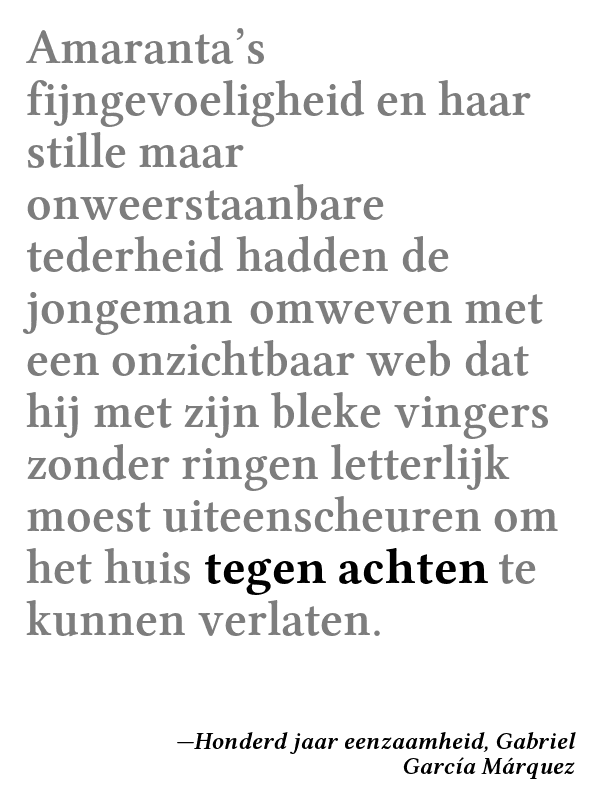 Amaranta’s
fijngevoeligheid en haar
stille maar
onweerstaanbare
tederheid hadden de
jongeman omweven met
een onzichtbaar web dat
hij met zijn bleke vingers
zonder ringen letterlijk
moest uiteenscheuren om
het huis tegen achten te
kunnen verlaten.
—Honderd jaar eenzaamheid, Gabriel
García Márquez